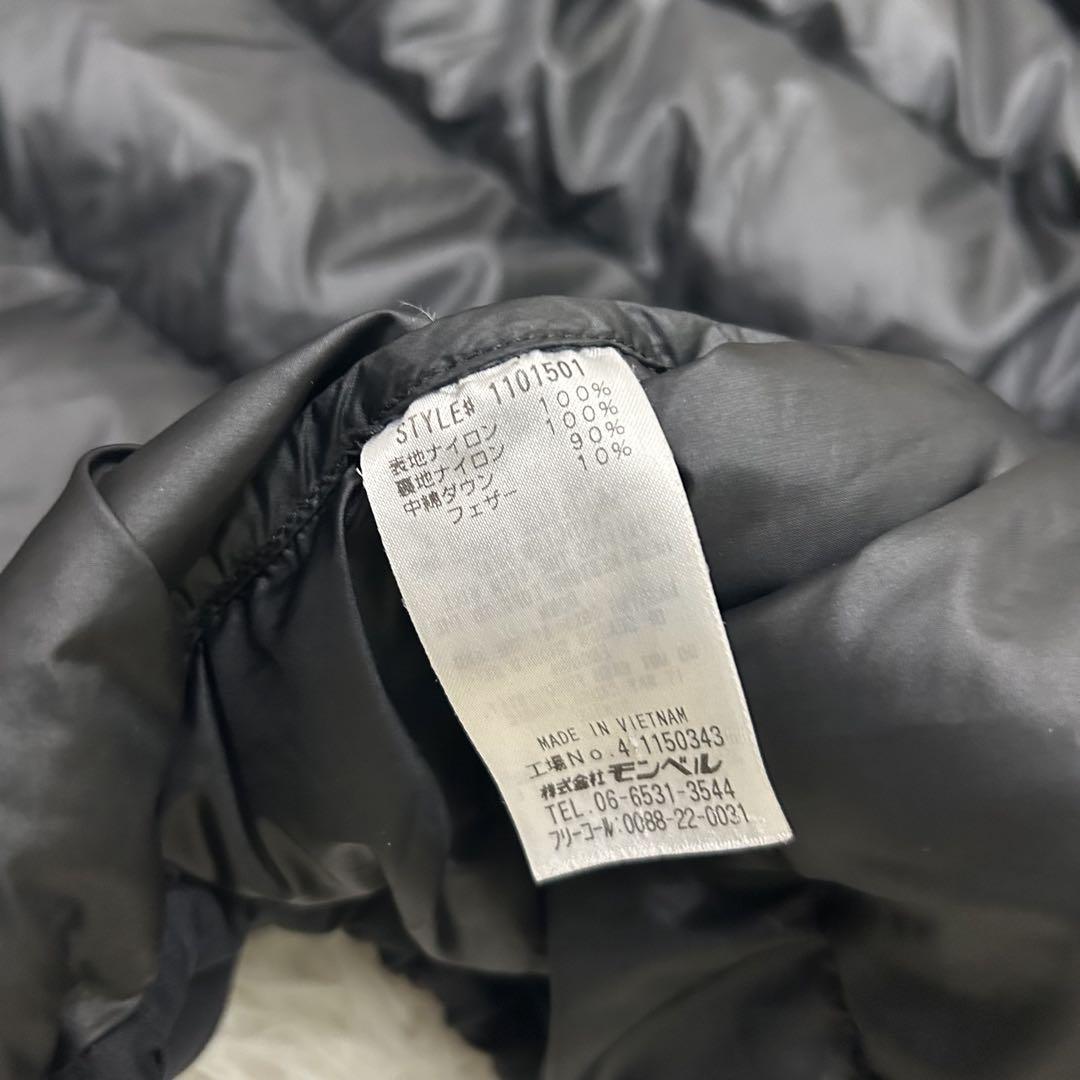 STYLE# 1101501
表地ナイロン 100%
裏地ナイロン 100%
中綿ダウン 90%
フェザー 10%
MADE IN VIETNAM
工場No.4 1150343
株式会社モンベル
TEL.06-6531-3544
フリーコール:0088-22-0031